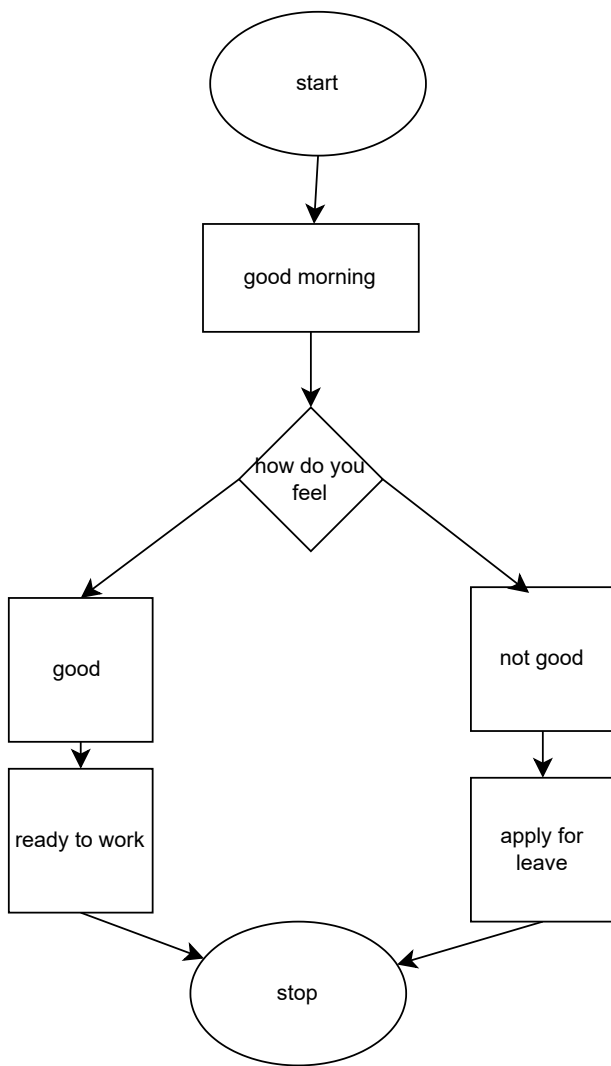 start
good morning
how do you
feel
good
not good
ready to work
apply for
leave
stop